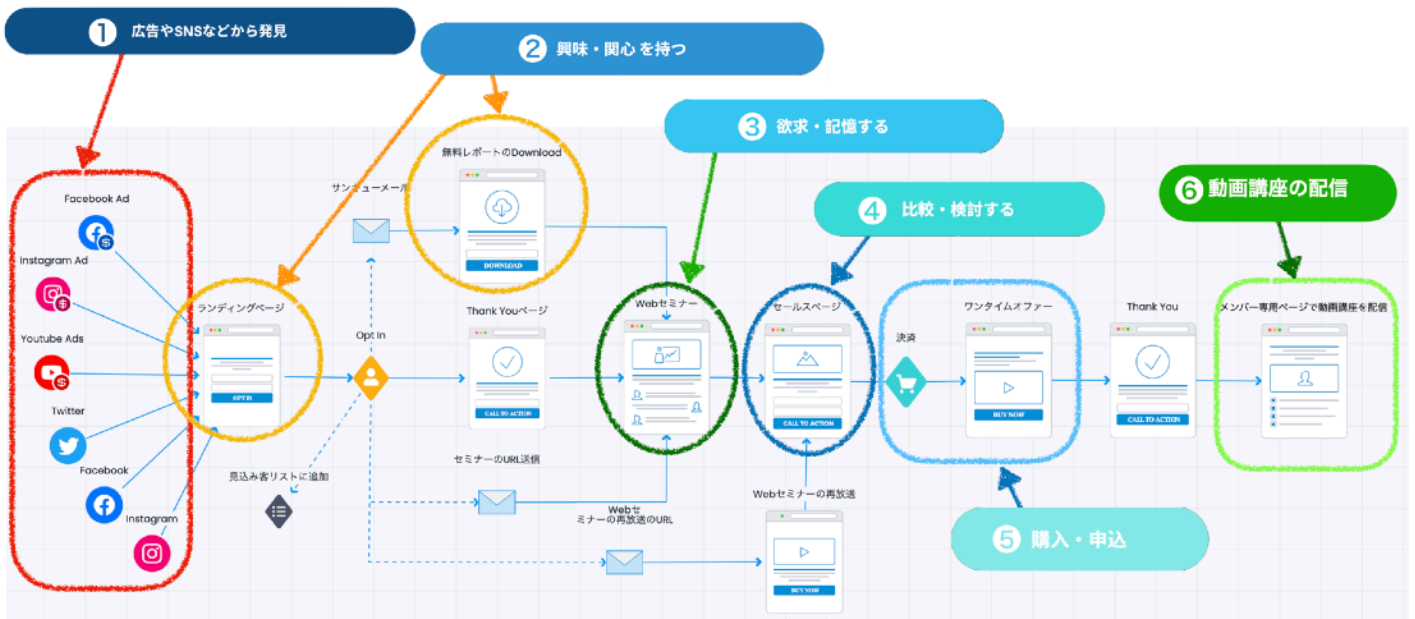 1 広告やSNSなどから発見
2 興味・関心 を持つ
3 欲求・記憶する
4 比較・検討する
6 動画講座の配信
無料レポートのDownload
サンキューメール
DOWNLOAD
Facebook Ad
Instagram Ad
Youtube Ads
Twitter
Facebook
Instagram
ランディングページ
OPT IN
Opt In
見込み客リストに追加
Thank Youページ
CALL TO ACTION
セミナーのURL送信
Webセ
ミナーの再放送のURL
Webセミナー
セールスページ
CALL TO ACTION
Webセミナーの再放送
BUY NOW
決済
ワンタイムオファー
BUY NOW
Thank You
CALL TO ACTION
メンバー専用ページで動画講座を配信
5 購入・申込